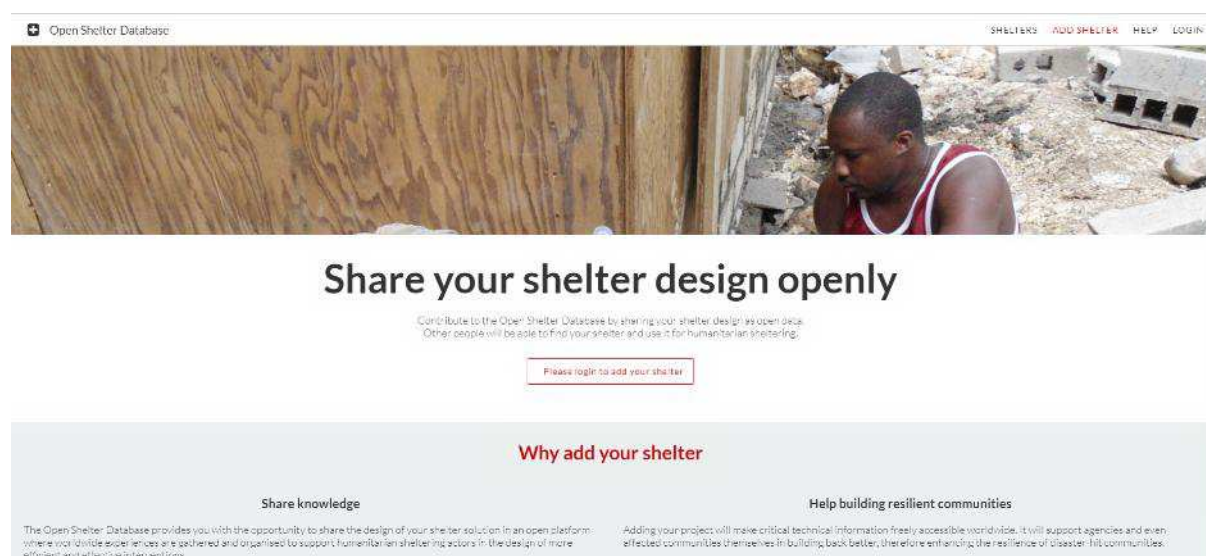 Open Shelter Database
SHELTERS ADD SHELTER HELP LOGIN
Share your shelter design openly
Contribute to the Open Shelter Database by sharing your shelter design as open data.
Other people will be able to find your shelter and use it for humanitarian sheltering.
Please login to add your shelter
Why add your shelter
Share knowledge
The Open Shelter Database provides you with the opportunity to share the design of your shelter solution in an open platform
where worldwide experiences are gathered and organised to support humanitarian sheltering actors in the design of more
efficient and effective interventions.
Help building resilient communities
Adding your project will make critical technical information freely accessible worldwide. It will support agencies and even
affected communities themselves in building back better, therefore enhancing the resilience of disaster-hit communities.